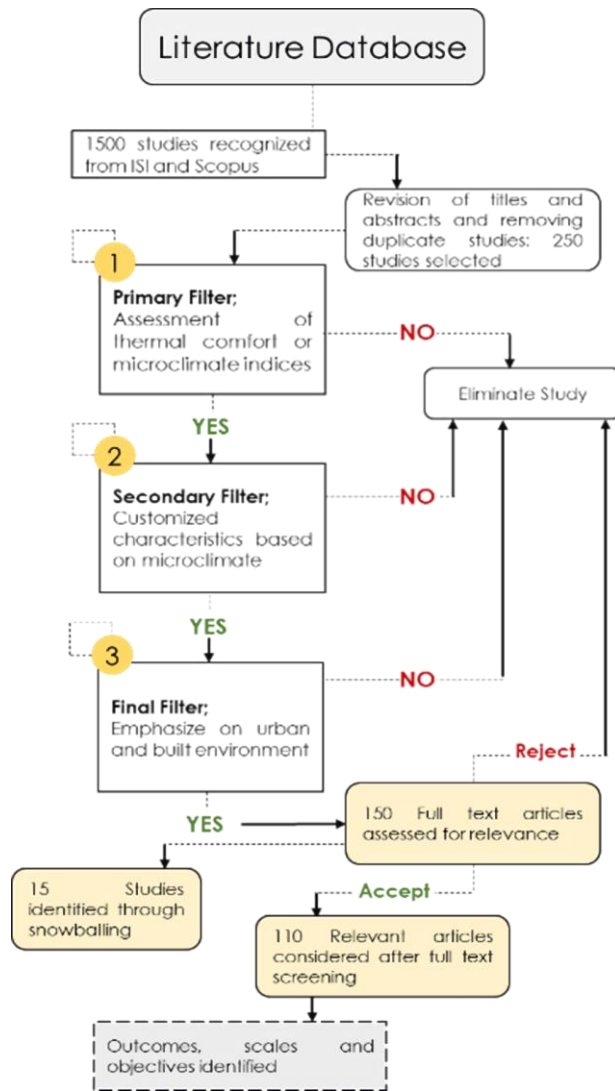 Literature Database
1500 studies recognized
from ISI and Scopus
Revision of titles and
abstracts and removing
duplicate studies: 250
studies selected
1
Primary Filter;
Assessment of
thermal comfort or
microclimate indices
NO
Eliminate Study
YES
2
Secondary Filter;
Customized
characteristics based
on microclimate
NO
YES
3
Final Filter;
Emphasize on urban
and built environment
NO
Reject
YES
150 Full text articles
assessed for relevance
15 Studies
identified through
snowballing
Accept
110 Relevant articles
considered after full text
screening
Outcomes, scales and
objectives identified